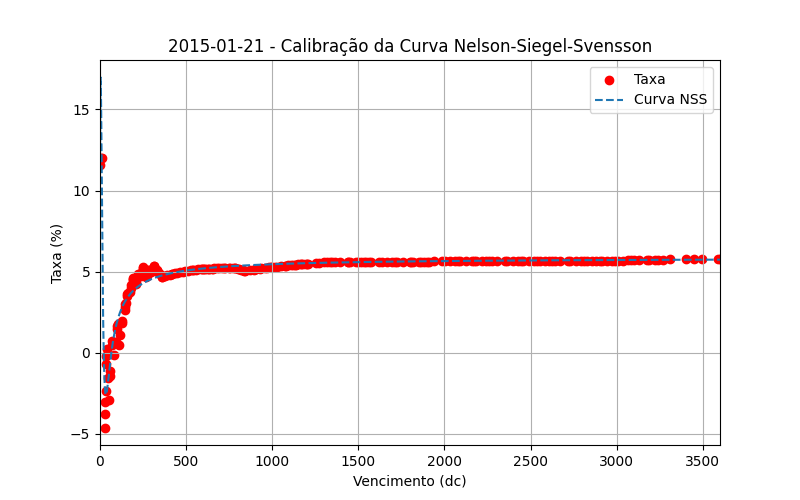 2015-01-21 - Calibração da Curva Nelson-Siegel-Svensson
Taxa
Curva NSS
Taxa (%)
15
10
5
0
−5
0 500 1000 1500 2000 2500 3000 3500
Vencimento (dc)